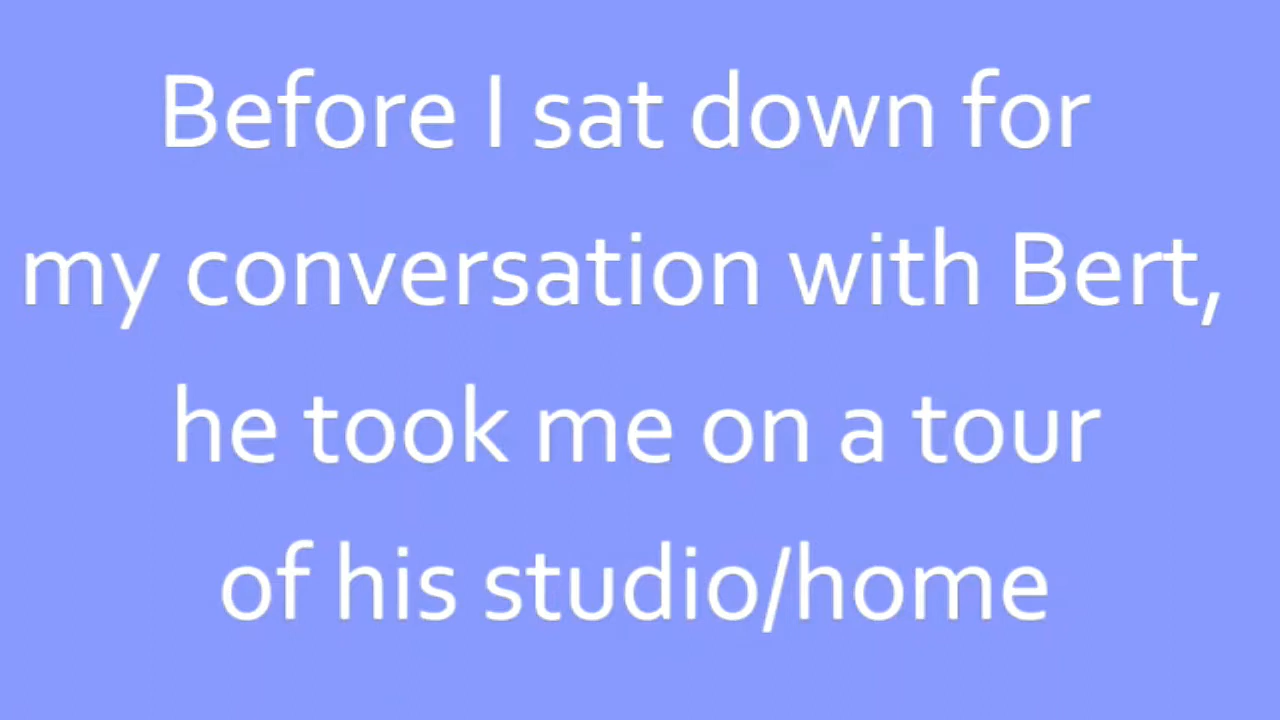 Before I sat down for
my conversation with Bert,
he took me on a tour
of his studio/home